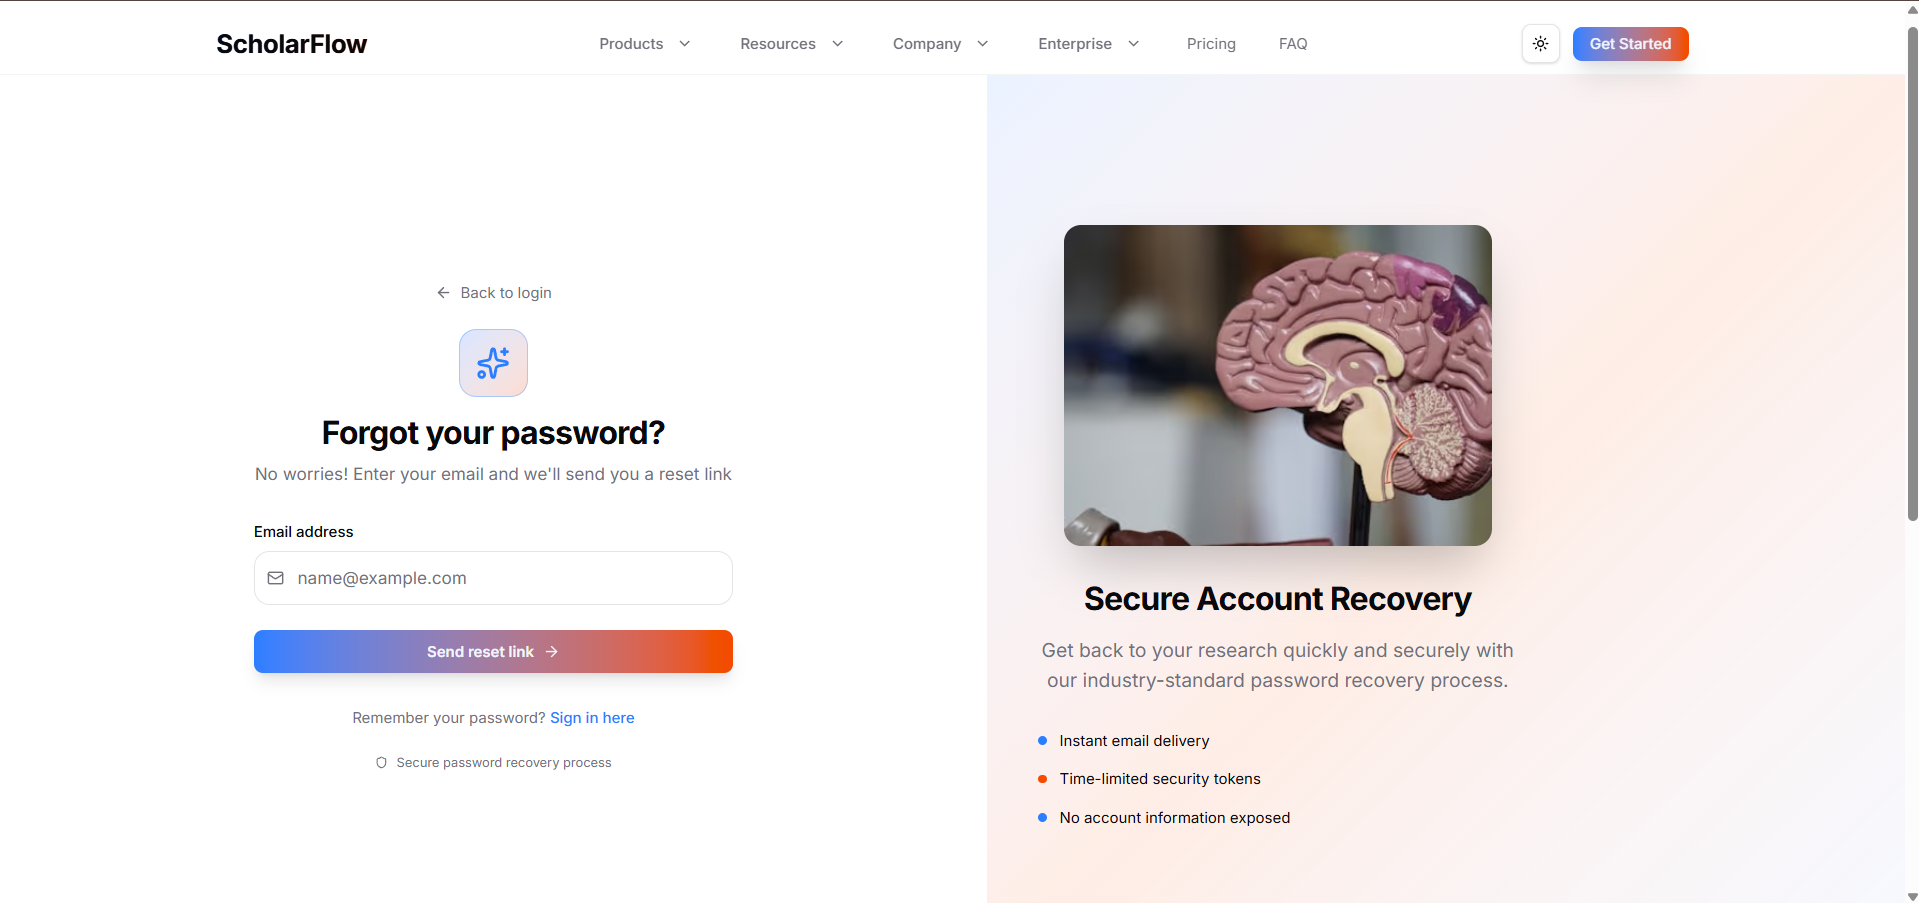 ScholarFlow
Products
Resources
Company
Enterprise
Pricing
FAQ
Get Started
Back to login
Forgot your password?
No worries! Enter your email and we'll send you a reset link
Email address
name@example.com
Send reset link
Remember your password? Sign in here
Secure password recovery process
Secure Account Recovery
Get back to your research quickly and securely with
our industry-standard password recovery process.
Instant email delivery
Time-limited security tokens
No account information exposed